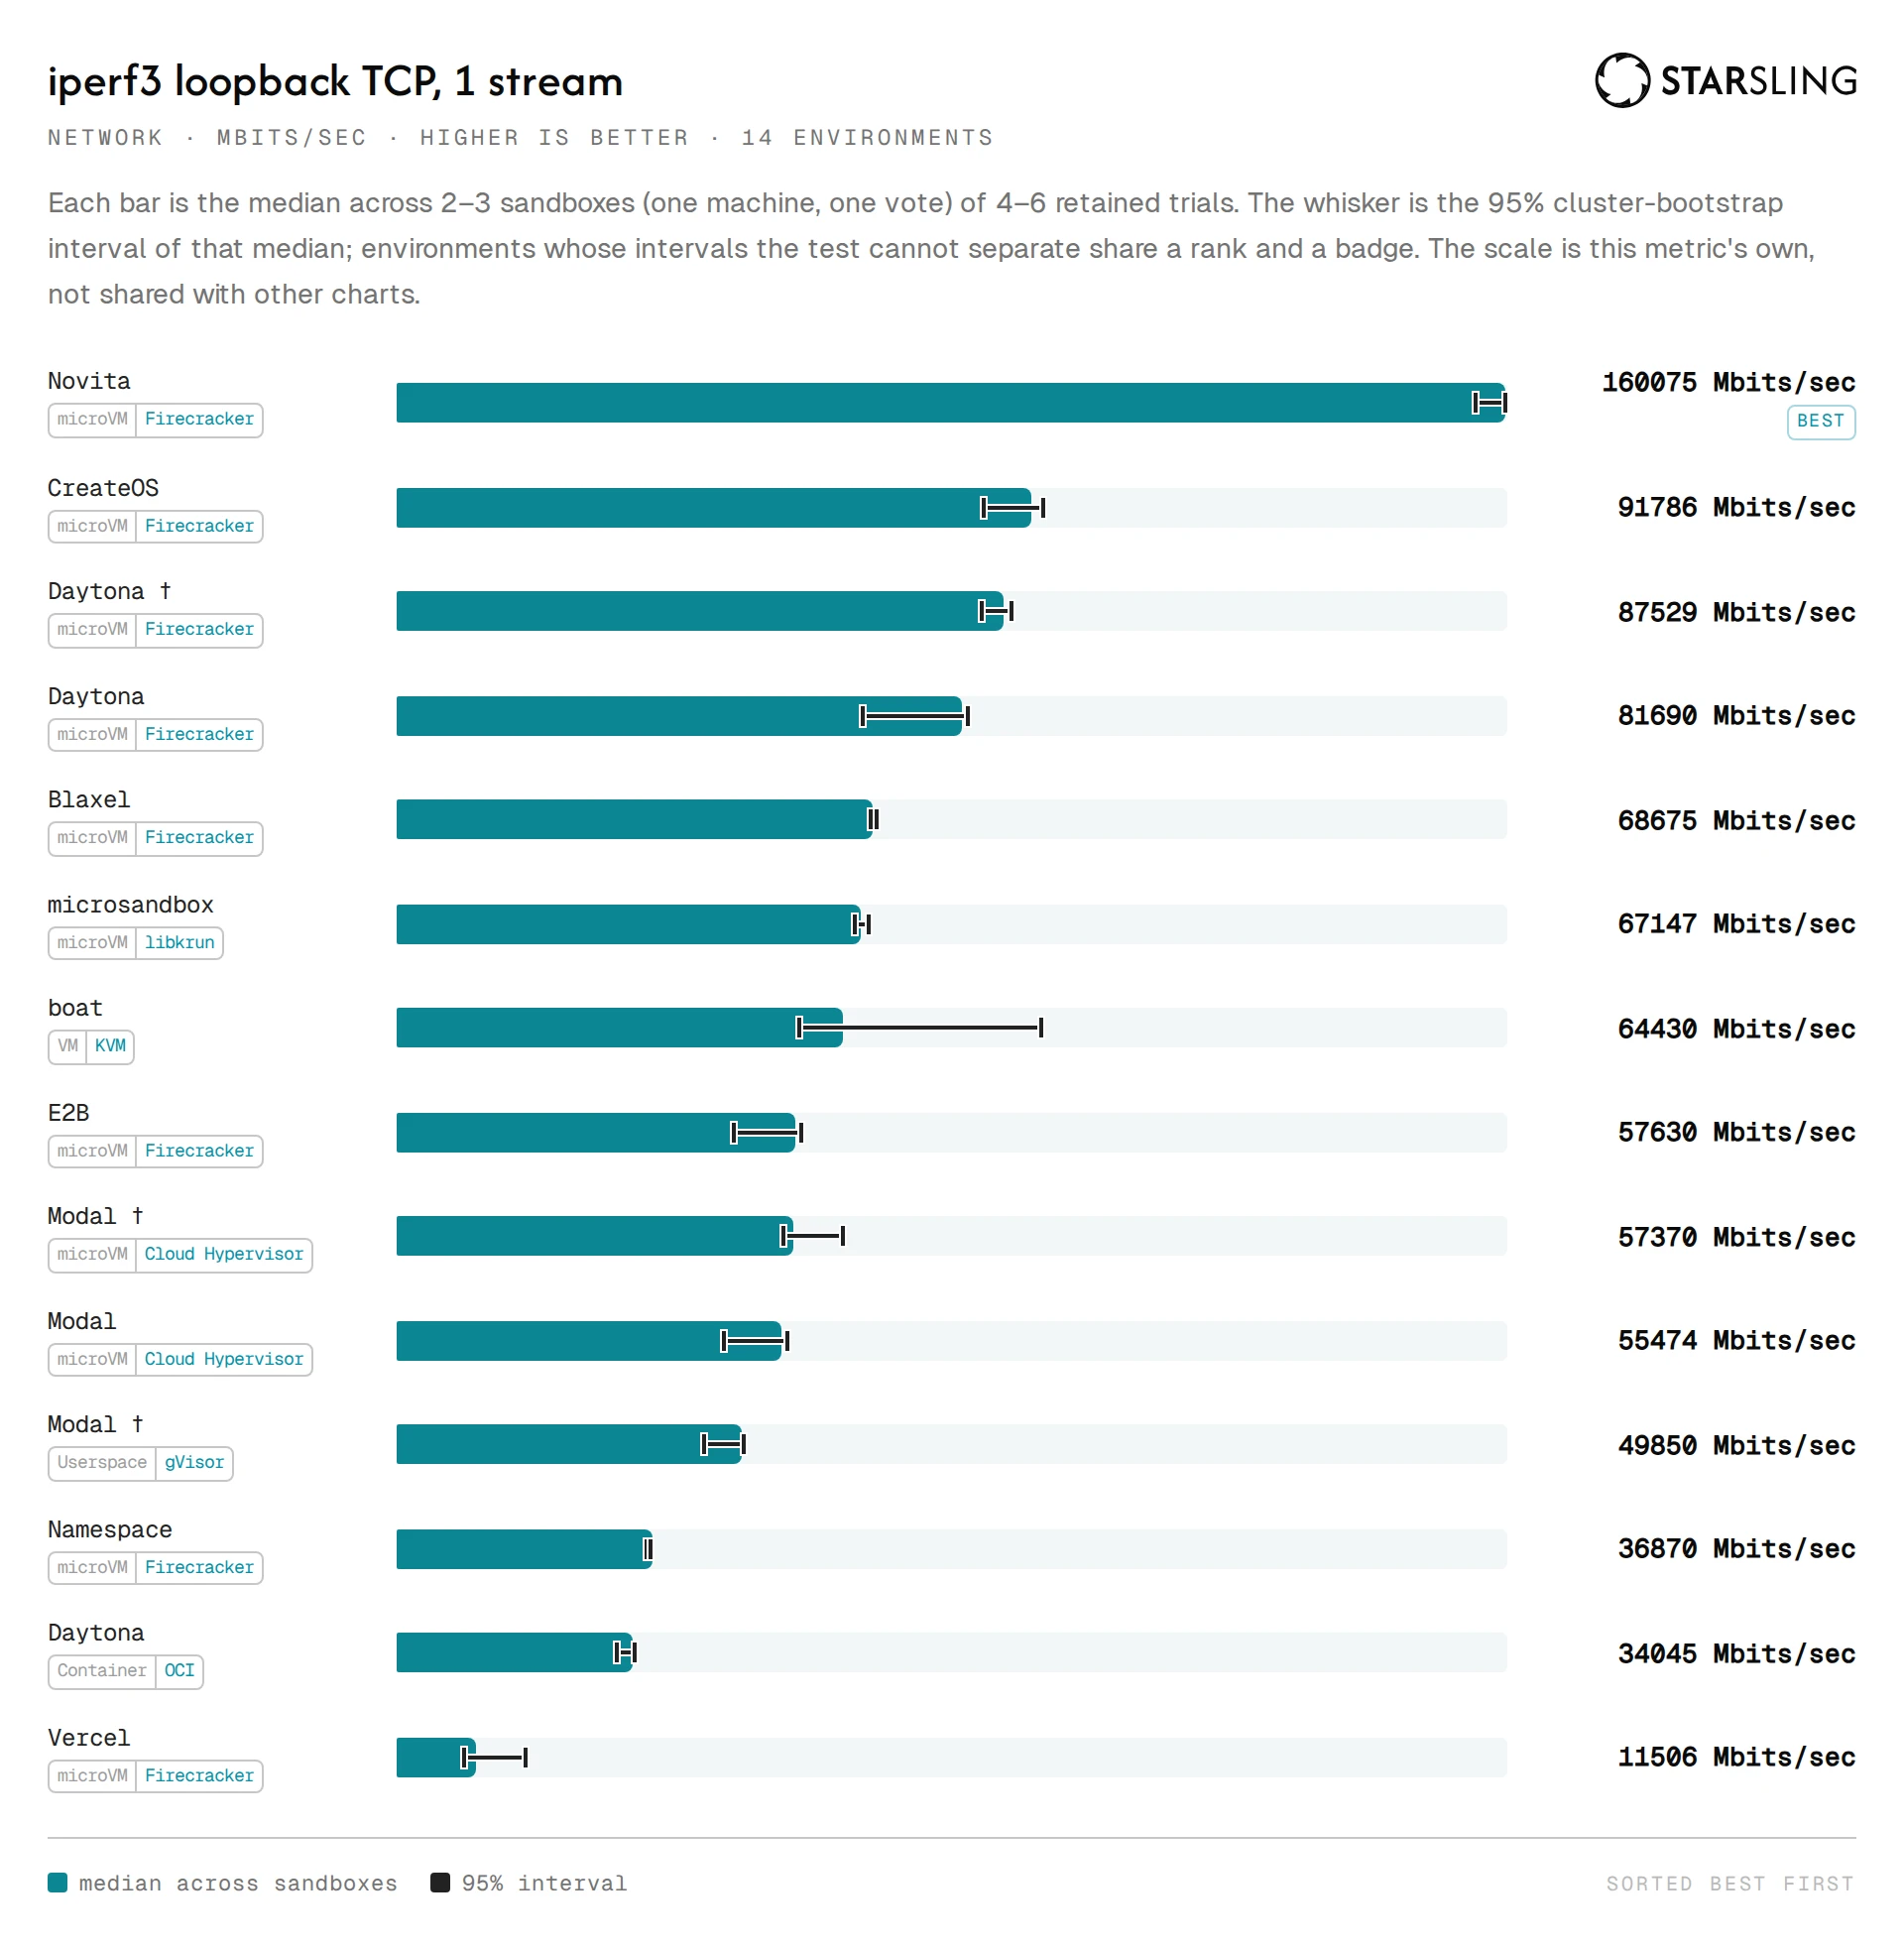 iperf3 loopback TCP, 1 stream
STARSLING
NETWORK · MBITS/SEC · HIGHER IS BETTER · 14 ENVIRONMENTS
Each bar is the median across 2–3 sandboxes (one machine, one vote) of 4–6 retained trials. The whisker is the 95% cluster-bootstrap
interval of that median; environments whose intervals the test cannot separate share a rank and a badge. The scale is this metric's own,
not shared with other charts.
Novita
microVM Firecracker
160075 Mbits/sec
BEST
CreateOS
microVM Firecracker
91786 Mbits/sec
Daytona †
microVM Firecracker
87529 Mbits/sec
Daytona
microVM Firecracker
81690 Mbits/sec
Blaxel
microVM Firecracker
68675 Mbits/sec
microsandbox
microVM libkrun
67147 Mbits/sec
boat
VM KVM
64430 Mbits/sec
E2B
microVM Firecracker
57630 Mbits/sec
Modal †
microVM Cloud Hypervisor
57370 Mbits/sec
Modal
microVM Cloud Hypervisor
55474 Mbits/sec
Modal †
Userspace gVisor
49850 Mbits/sec
Namespace
microVM Firecracker
36870 Mbits/sec
Daytona
Container OCI
34045 Mbits/sec
Vercel
microVM Firecracker
11506 Mbits/sec
median across sandboxes
95% interval
SORTED BEST FIRST